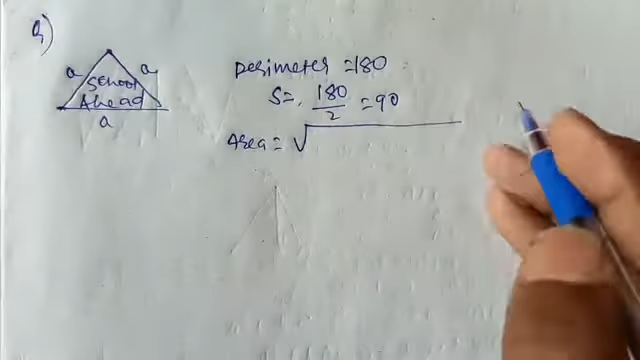 Q)
a a
School
Ahead
a
perimeter = 180
S = 180/2 = 90
Area = √